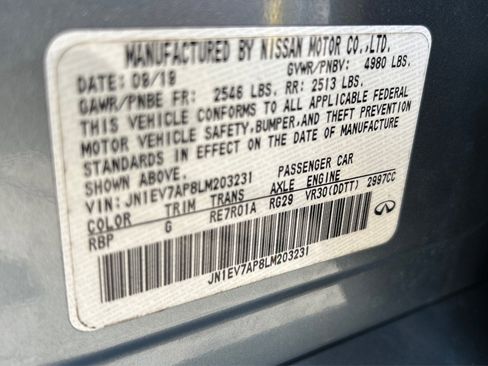 MANUFACTURED BY NISSAN MOTOR CO.,LTD.
DATE: 09/19 GVWR/PNBV: 4980 LBS.
GAWR/PNBE FR: 2546 LBS. RR: 2513 LBS.
THIS VEHICLE CONFORMS TO ALL APPLICABLE FEDERAL
MOTOR VEHICLE SAFETY, BUMPER, AND THEFT PREVENTION
STANDARDS IN EFFECT ON THE DATE OF MANUFACTURE
SHOWN ABOVE.
VIN: JN1EV7AP8LM203231 PASSENGER CAR
COLOR TRIM TRANS AXLE ENGINE
RBP G RE7R01A RG29 VR30(DDTT) 2997CC
JN1EV7AP8LM203231